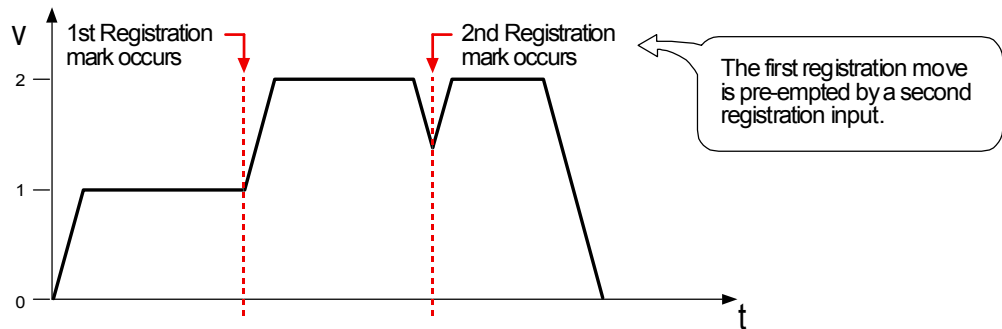 V
1st Registration
mark occurs
2nd Registration
mark occurs
The first registration move
is pre-empted by a second
registration input.
2
1
0
t